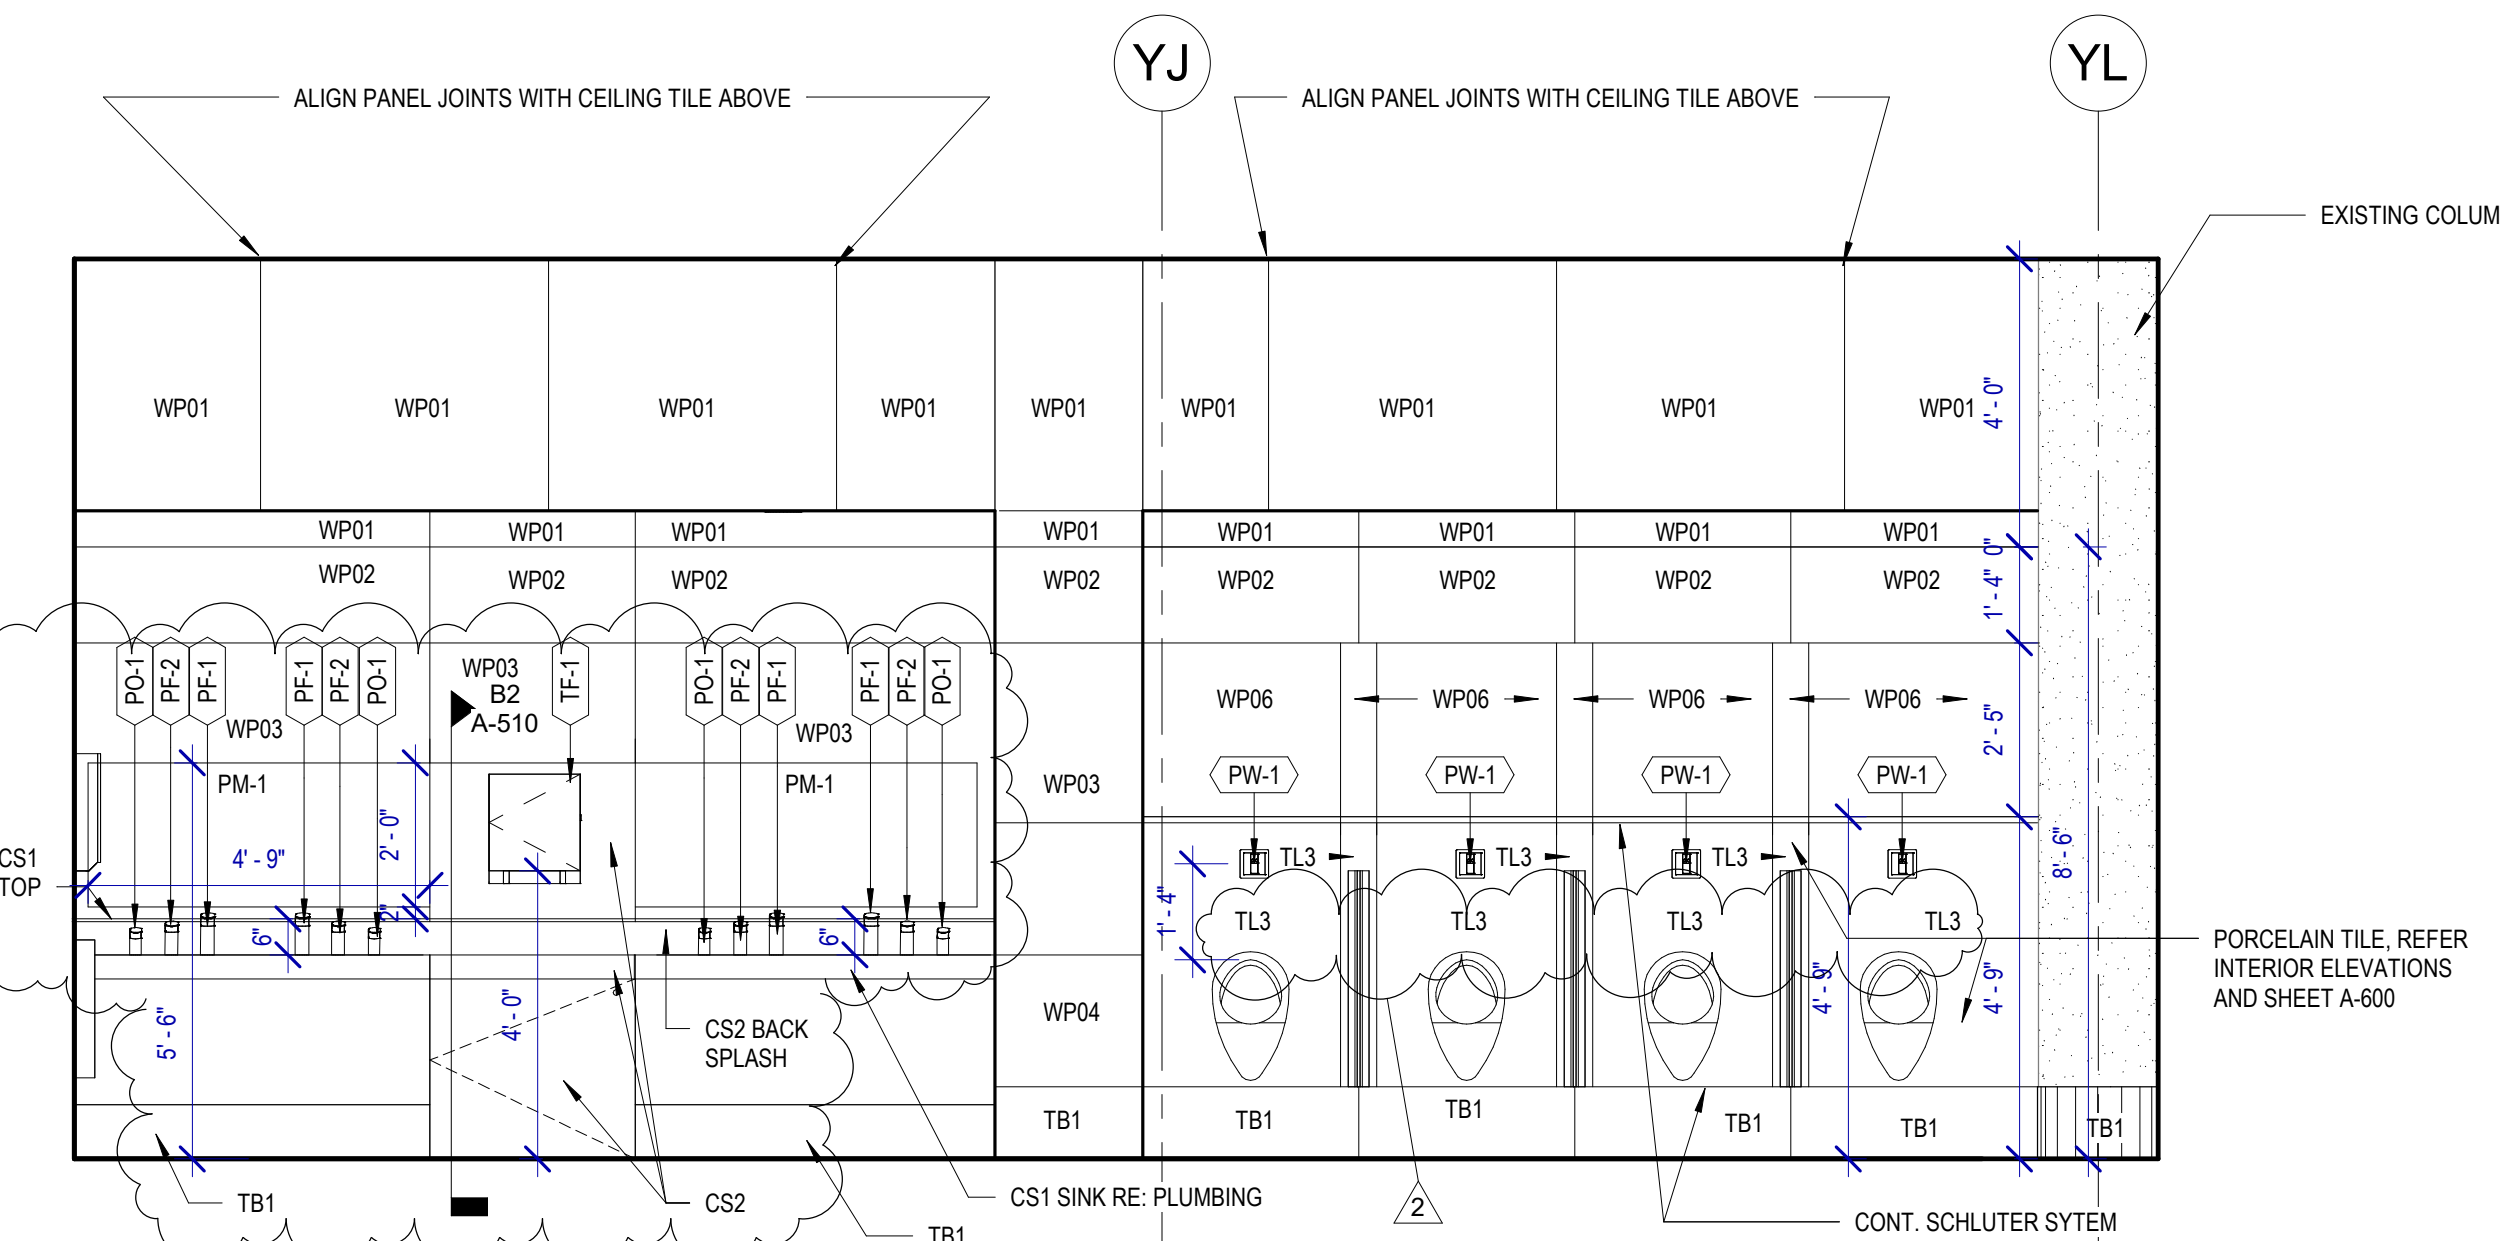 YJ
YL
ALIGN PANEL JOINTS WITH CEILING TILE ABOVE
ALIGN PANEL JOINTS WITH CEILING TILE ABOVE
EXISTING COLUM
WP01
WP01
WP01
WP01
WP01
WP01
WP01
WP01
WP01
4' - 0"
WP01
WP01
WP01
WP01
WP01
WP01
WP01
WP01
WP02
WP02
WP02
WP02
WP02
WP02
WP02
WP02
1' - 4"
0"
PO-1
PF-2
PF-1
PF-1
PF-2
PO-1
WP03
B2
A-510
TF-1
PO-1
PF-2
PF-1
PF-1
PF-2
PO-1
WP06
WP06
WP06
WP06
WP03
WP03
2' - 5"
PM-1
PM-1
WP03
PW-1
PW-1
PW-1
PW-1
CS1
TOP
4' - 9"
2' - 0"
2"
6"
6"
TL3
TL3
TL3
8' - 6"
1' - 4"
TL3
TL3
TL3
TL3
PORCELAIN TILE, REFER
INTERIOR ELEVATIONS
AND SHEET A-600
4' - 9"
4' - 9"
5' - 6"
4' - 0"
CS2 BACK
SPLASH
WP04
TB1
TB1
TB1
TB1
TB1
TB1
TB1
CS2
CS1 SINK RE: PLUMBING
2
CONT. SCHLUTER SYTEM
TB1